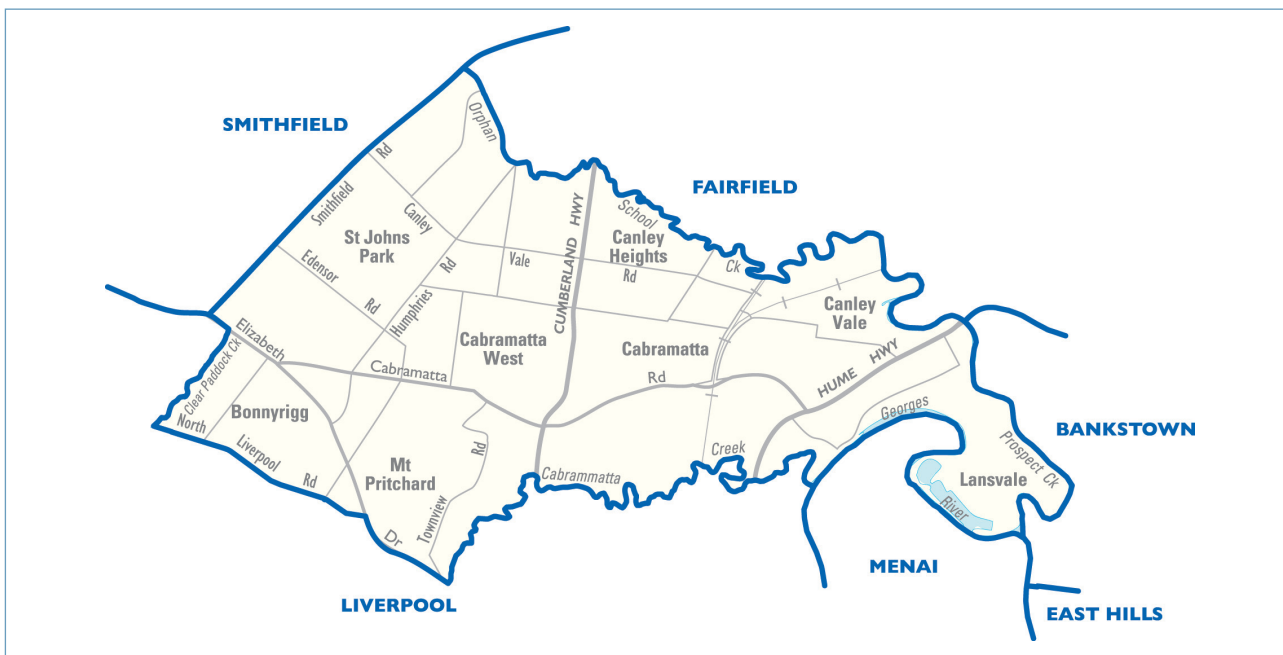 SMITHFIELD
Orphan
FAIRFIELD
Rd
Smithfield
St Johns
Park
Canley
Rd
Vale
CUMBERLAND HWY
School
Canley
Heights
Rd
Ck
Edensor
Rd
Humphries
Canley
Vale
Elizabeth
Cabramatta
West
Cabramatta
Cabramatta
Rd
HUME HWY
Clear Paddock Ck
Bonnyrigg
North
Liverpool
Rd
Mt
Pritchard
Rd
Townview
Dr
Cabrammatta
Creek
Georges
Prospect Ck
BANKSTOWN
Lansvale
River
LIVERPOOL
MENAI
EAST HILLS